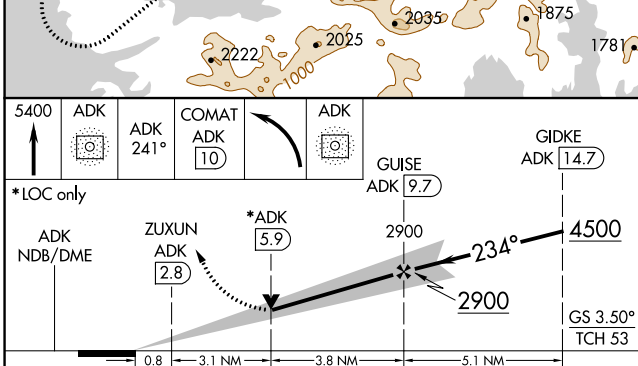 2035
1875
2025
2222
1781
1000
5400
ADK
ADK
241°
COMAT
ADK
10
ADK
*LOC only
GIDKE
ADK 14.7
GUISE
ADK 9.7
ADK
NDB/DME
ZUXUN
ADK
2.8
*ADK
5.9
2900
234°
4500
2900
GS 3.50°
TCH 53
0.8
3.1 NM
3.8 NM
5.1 NM